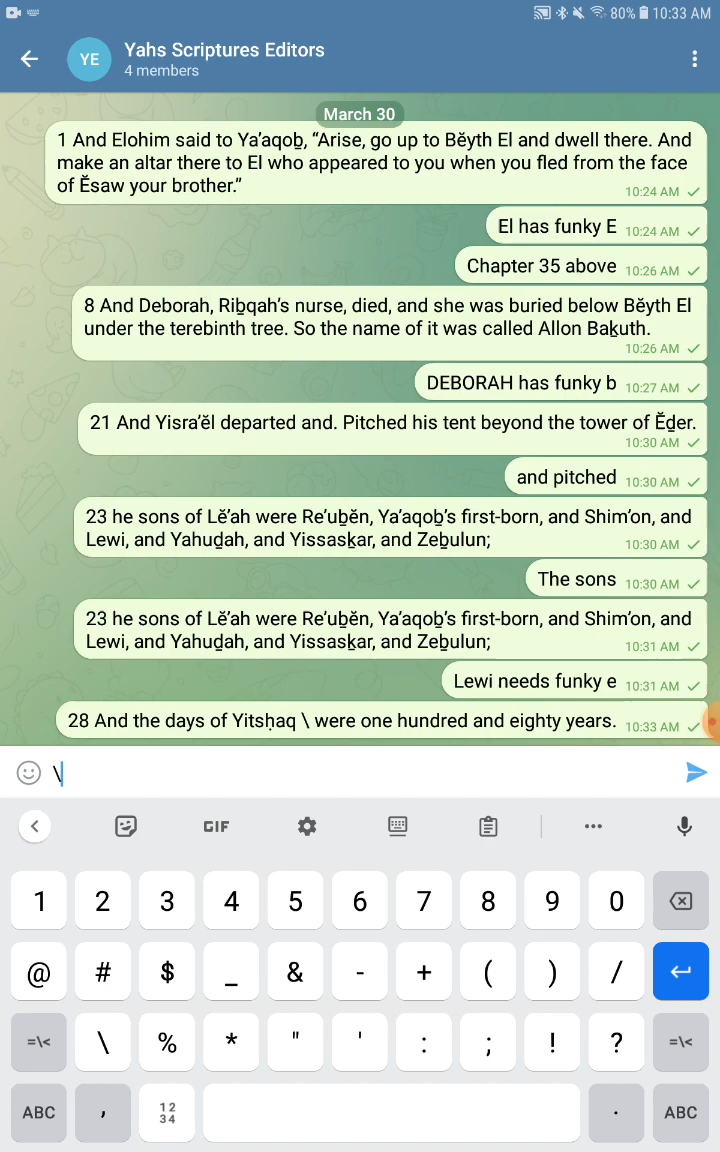 80% 10:33 AM
YE
Yahs Scriptures Editors
4 members
March 30
1 And Elohim said to Ya’aqoḇ, “Arise, go up to Bĕyth El and dwell there. And
make an altar there to El who appeared to you when you fled from the face
of Ĕsaw your brother.”
10:24 AM
El has funky E 10:24 AM
Chapter 35 above 10:26 AM
8 And Deborah, Riḇqah’s nurse, died, and she was buried below Bĕyth El
under the terebinth tree. So the name of it was called Allon Baḵuth.
10:26 AM
DEBORAH has funky b 10:27 AM
21 And Yisra’ĕl departed and. Pitched his tent beyond the tower of Ĕḏer.
10:30 AM
and pitched 10:30 AM
23 he sons of Lĕ’ah were Re’uḇĕn, Ya’aqoḇ’s first-born, and Shim’on, and
Lewi, and Yahuḏah, and Yissasḵar, and Zeḇulun;
10:30 AM
The sons 10:30 AM
23 he sons of Lĕ’ah were Re’uḇĕn, Ya’aqoḇ’s first-born, and Shim’on, and
Lewi, and Yahuḏah, and Yissasḵar, and Zeḇulun;
10:31 AM
Lewi needs funky e 10:31 AM
28 And the days of Yitsḥaq \ were one hundred and eighty years. 10:33 AM
\
GIF
1 2 3 4 5 6 7 8 9 0
@ # $ _ & - + ( ) /
=\< \ % * " ' : ; ! ? =\<
ABC , 12 . ABC
34